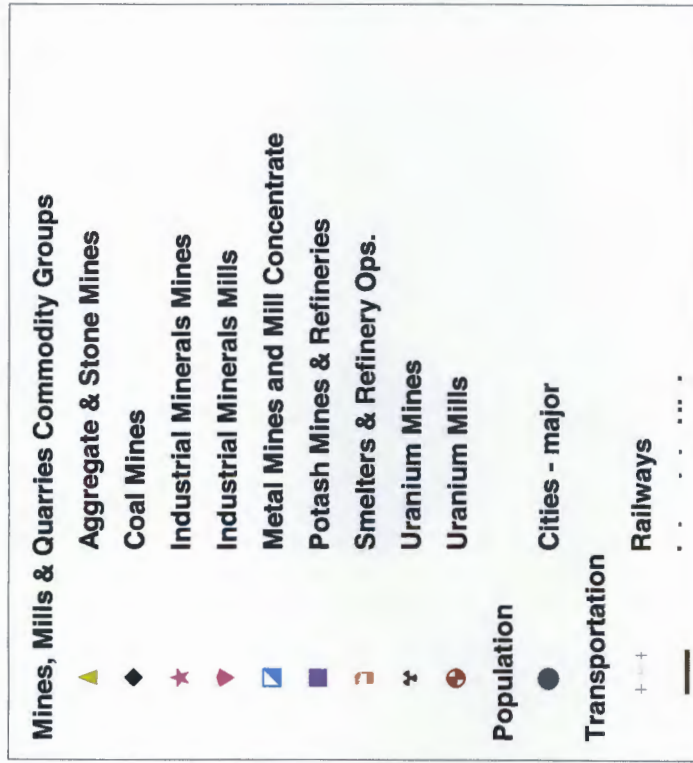 Mines, Mills & Quarries Commodity Groups
Aggregate & Stone Mines
Coal Mines
Industrial Minerals Mines
Industrial Minerals Mills
Metal Mines and Mill Concentrate
Potash Mines & Refineries
Smelters & Refinery Ops.
Uranium Mines
Uranium Mills
Population
Cities - major
Transportation
Railways